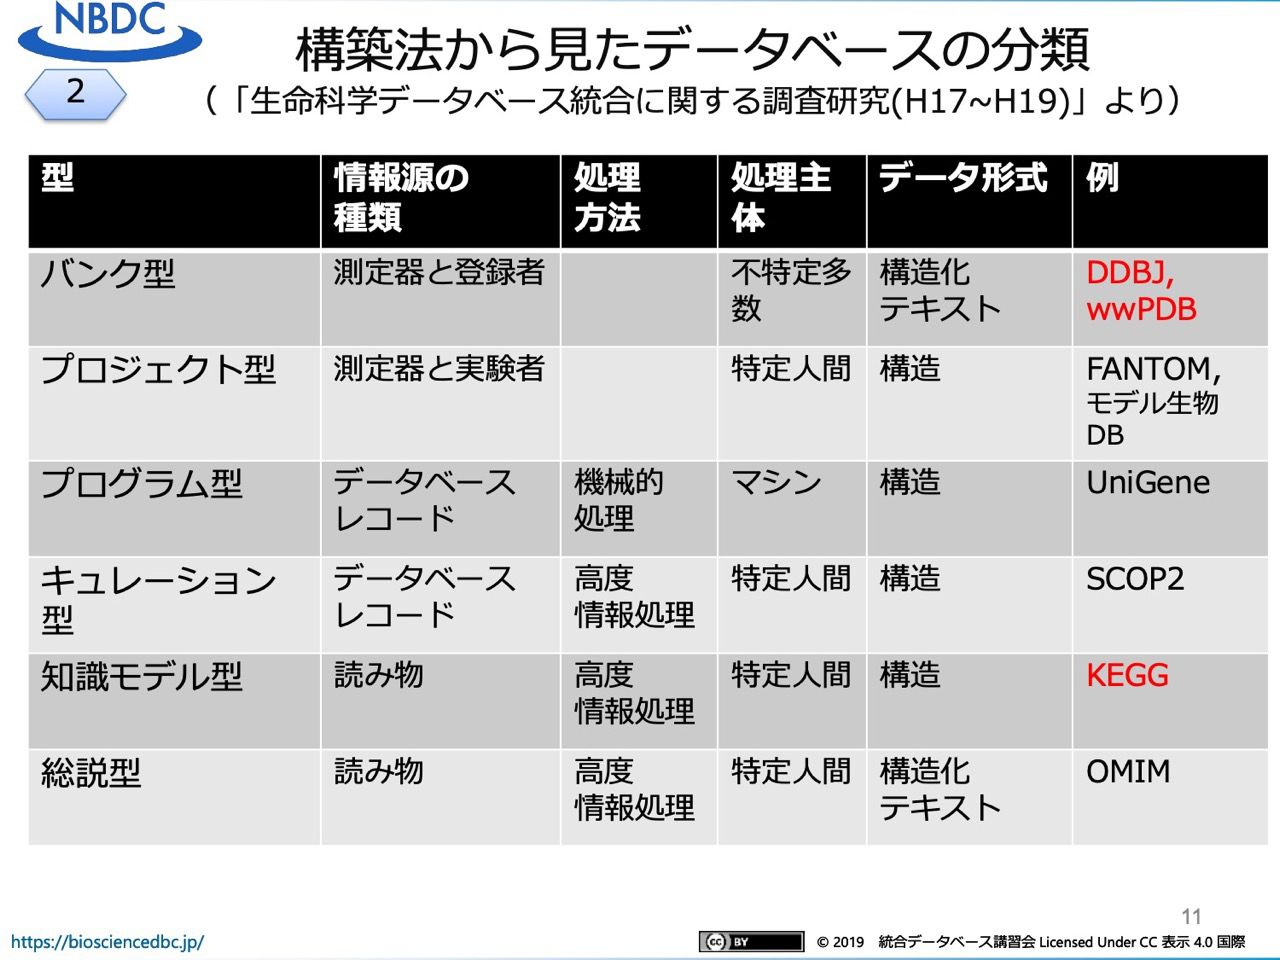 NBDC
2
構築法から見たデータベースの分類
（「生命科学データベース統合に関する調査研究(H17~H19)」より）
型
情報源の
種類
処理
方法
処理主
体
データ形式
例
バンク型
測定器と登録者
不特定多
数
構造化
テキスト
DDBJ,
wwPDB
プロジェクト型
測定器と実験者
特定人間
構造
FANTOM,
モデル生物
DB
プログラム型
データベース
レコード
機械的
処理
マシン
構造
UniGene
キュレーション
型
データベース
レコード
高度
情報処理
特定人間
構造
SCOP2
知識モデル型
読み物
高度
情報処理
特定人間
構造
KEGG
総説型
読み物
高度
情報処理
特定人間
構造化
テキスト
OMIM
11
https://biosciencedbc.jp/
cc BY
© 2019 統合データベース講習会 Licensed Under CC 表示 4.0 国際